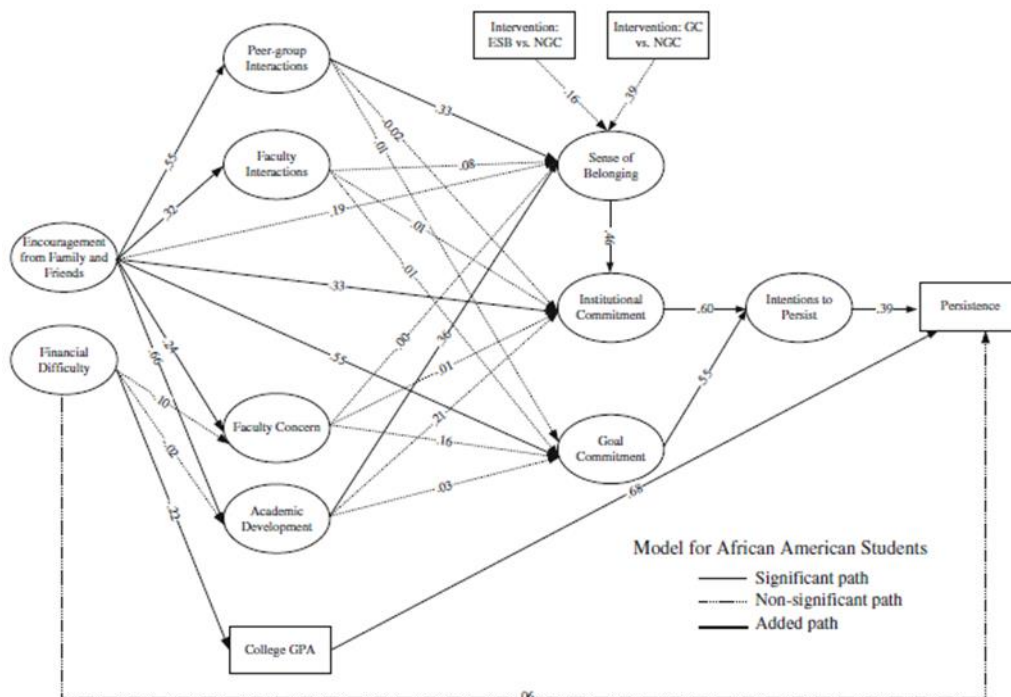 Intervention:
ESB vs. NGC
Intervention: GC
vs. NGC
Peer-group
Interactions
.16
.39
.33
-0.02
.01
Faculty
Interactions
.08
Sense of
Belonging
.55
.32
.19
.01
.01
.46
Encouragement
from Family and
Friends
.33
Institutional
Commitment
.60
Intentions to
Persist
.39
Persistence
Financial
Difficulty
.24
.66
.55
.00
.36
.01
.55
.10
.02
.21
Faculty Concern
.16
Goal
Commitment
.22
.03
Academic
Development
.68
Model for African American Students
Significant path
Non-significant path
Added path
College GPA
.06